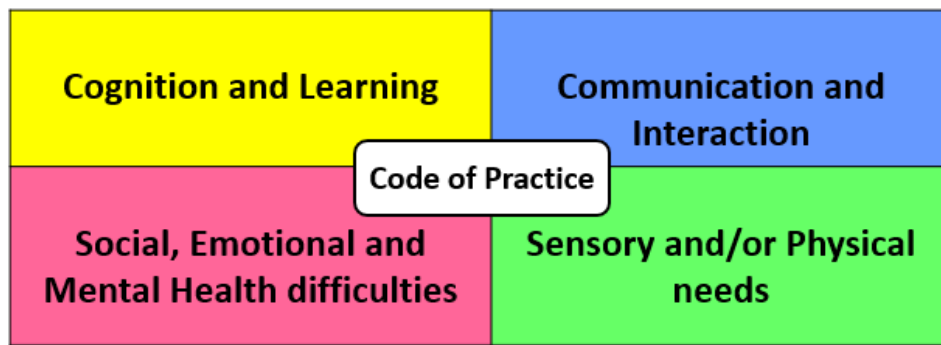 Cognition and Learning
Communication and
Interaction
Code of Practice
Social, Emotional and
Mental Health difficulties
Sensory and/or Physical
needs